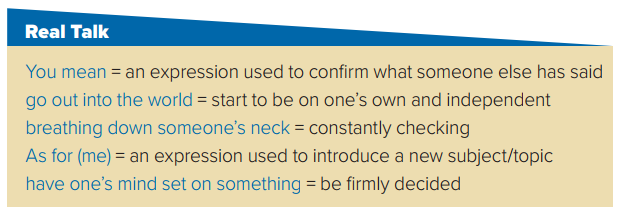 Real Talk
You mean = an expression used to confirm what someone else has said
go out into the world = start to be on one's own and independent
breathing down someone's neck = constantly checking
As for (me) = an expression used to introduce a new subject/topic
have one's mind set on something = be firmly decided